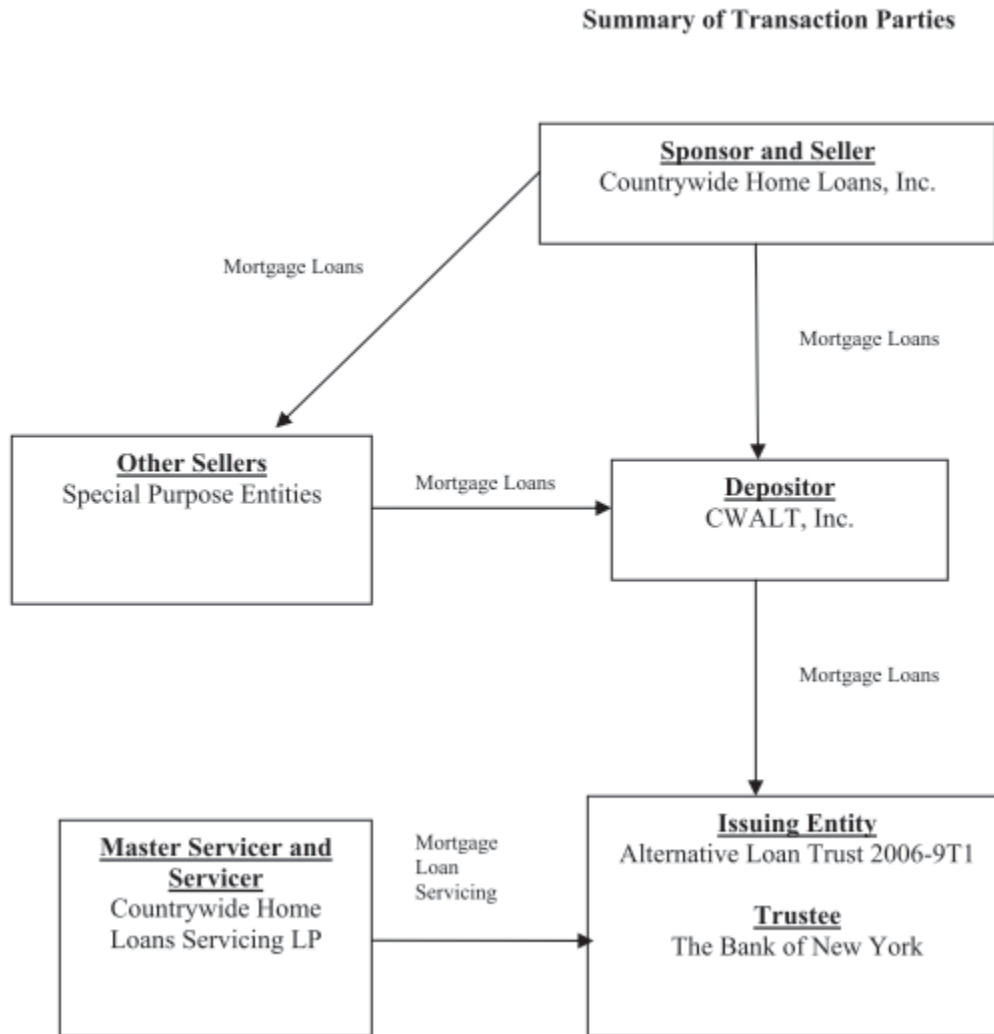 Summary of Transaction Parties
Sponsor and Seller
Countrywide Home Loans, Inc.
Mortgage Loans
Mortgage Loans
Other Sellers
Special Purpose Entities
Mortgage Loans
Depositor
CWALT, Inc.
Mortgage Loans
Master Servicer and
Servicer
Countrywide Home
Loans Servicing LP
Mortgage
Loan
Servicing
Issuing Entity
Alternative Loan Trust 2006-9T1
Trustee
The Bank of New York